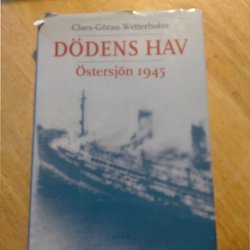 Claes-Göran Wetterholm
DÖDENS HAV
Östersjön 1945